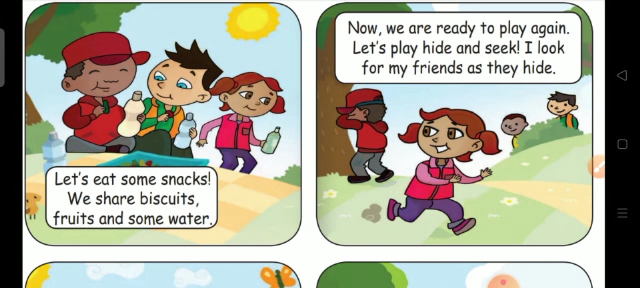 Let's eat some snacks!
We share biscuits,
fruits and some water.
Now, we are ready to play again.
Let's play hide and seek! I look
for my friends as they hide.